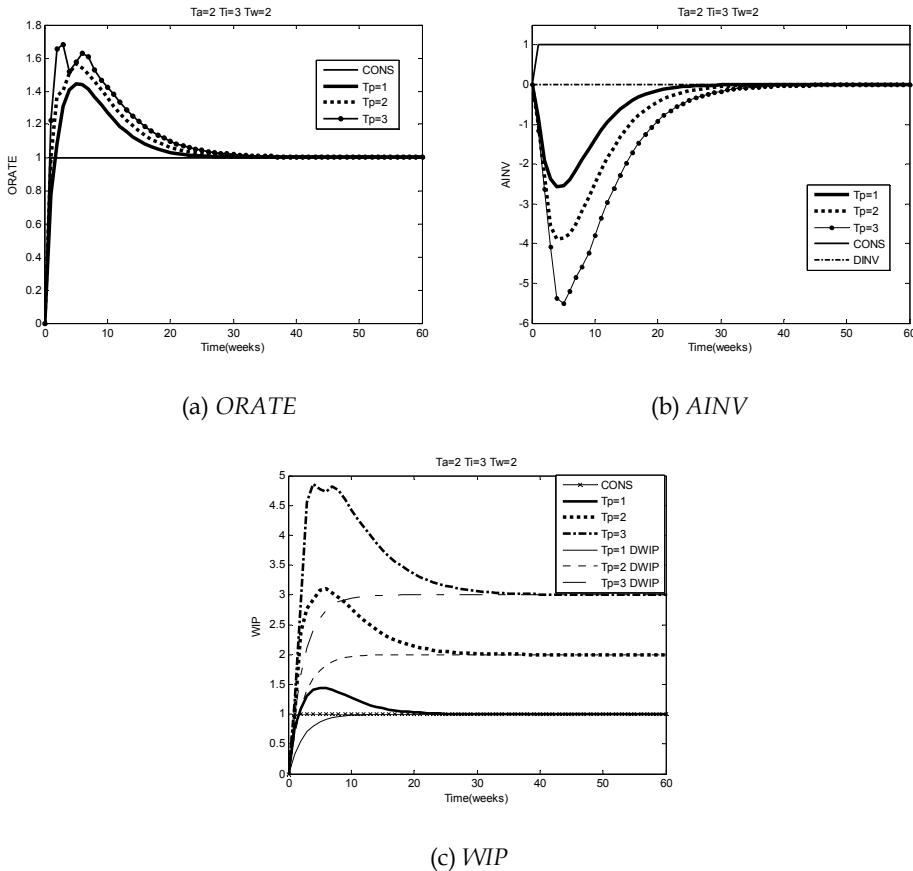 Ta=2 Ti=3 Tw=2
1.8
1.6
1.4
1.2
1
0.8
0.6
0.4
0.2
0
ORATE
CONS
Tp=1
Tp=2
Tp=3
0 10 20 30 40 50 60
Time(weeks)
(a) ORATE
Ta=2 Ti=3 Tw=2
1
0
-1
-2
-3
-4
-5
-6
AINV
Tp=1
Tp=2
Tp=3
CONS
DINV
0 10 20 30 40 50 60
Time(weeks)
(b) AINV
Ta=2 Ti=3 Tw=2
5
4.5
4
3.5
3
2.5
2
1.5
1
0.5
0
WIP
CONS
Tp=1
Tp=2
Tp=3
Tp=1 DWIP
Tp=2 DWIP
Tp=3 DWIP
0 10 20 30 40 50 60
Time(weeks)
(c) WIP